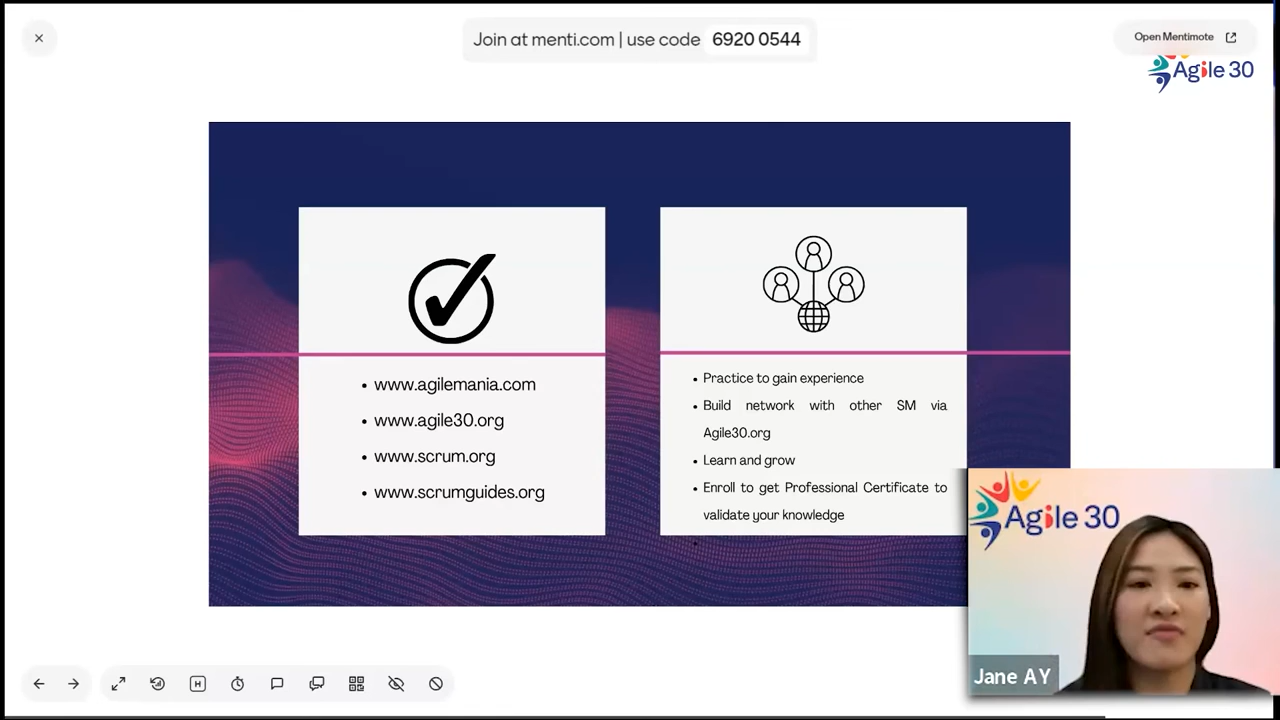 Join at menti.com | use code 6920 0544
Open Mentimote
Agile 30
• www.agilemania.com
• www.agile30.org
• www.scrum.org
• www.scrumguides.org
• Practice to gain experience
• Build network with other SM via
Agile30.org
• Learn and grow
• Enroll to get Professional Certificate to
validate your knowledge
•
Agile 30
Jane AY
H